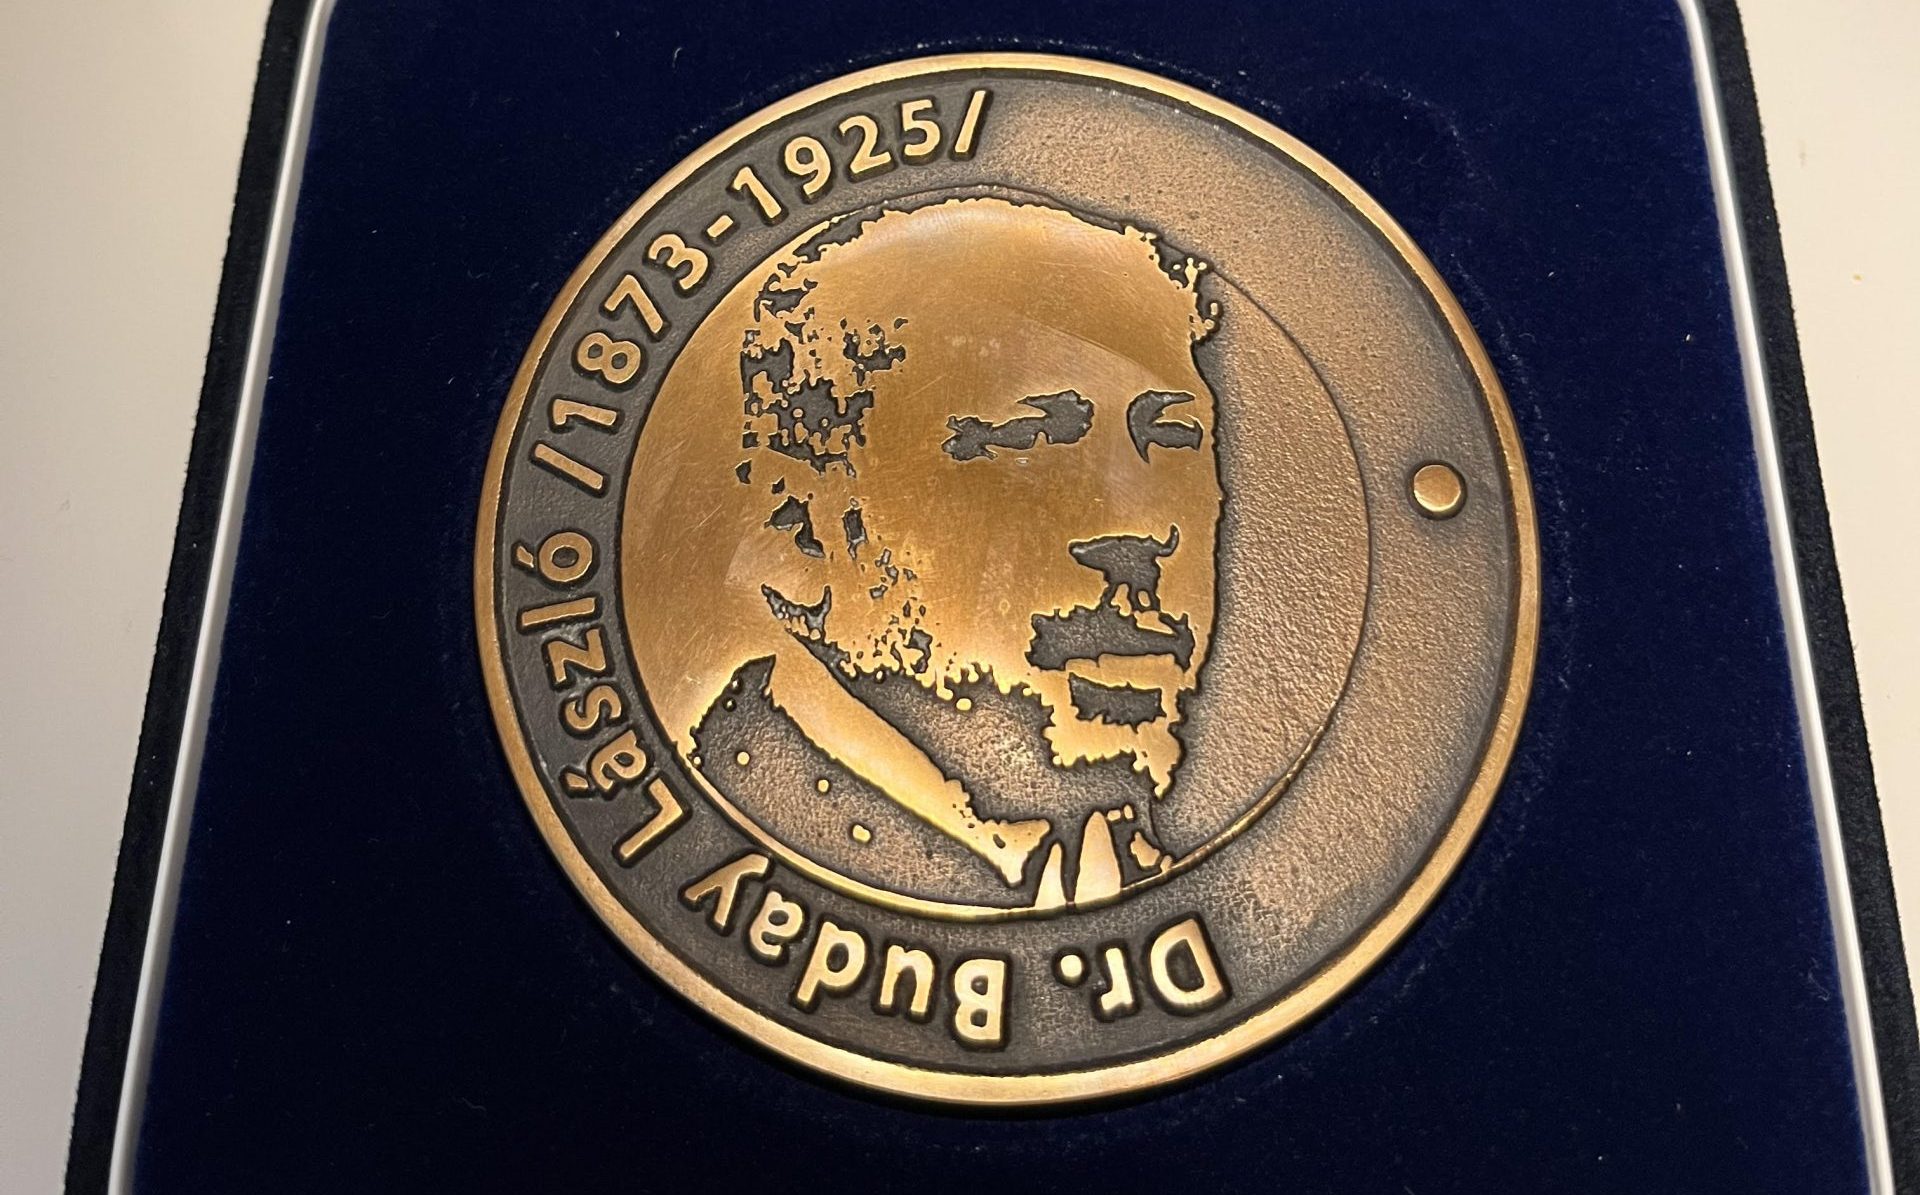 Dr. Buday László /1873-1925/